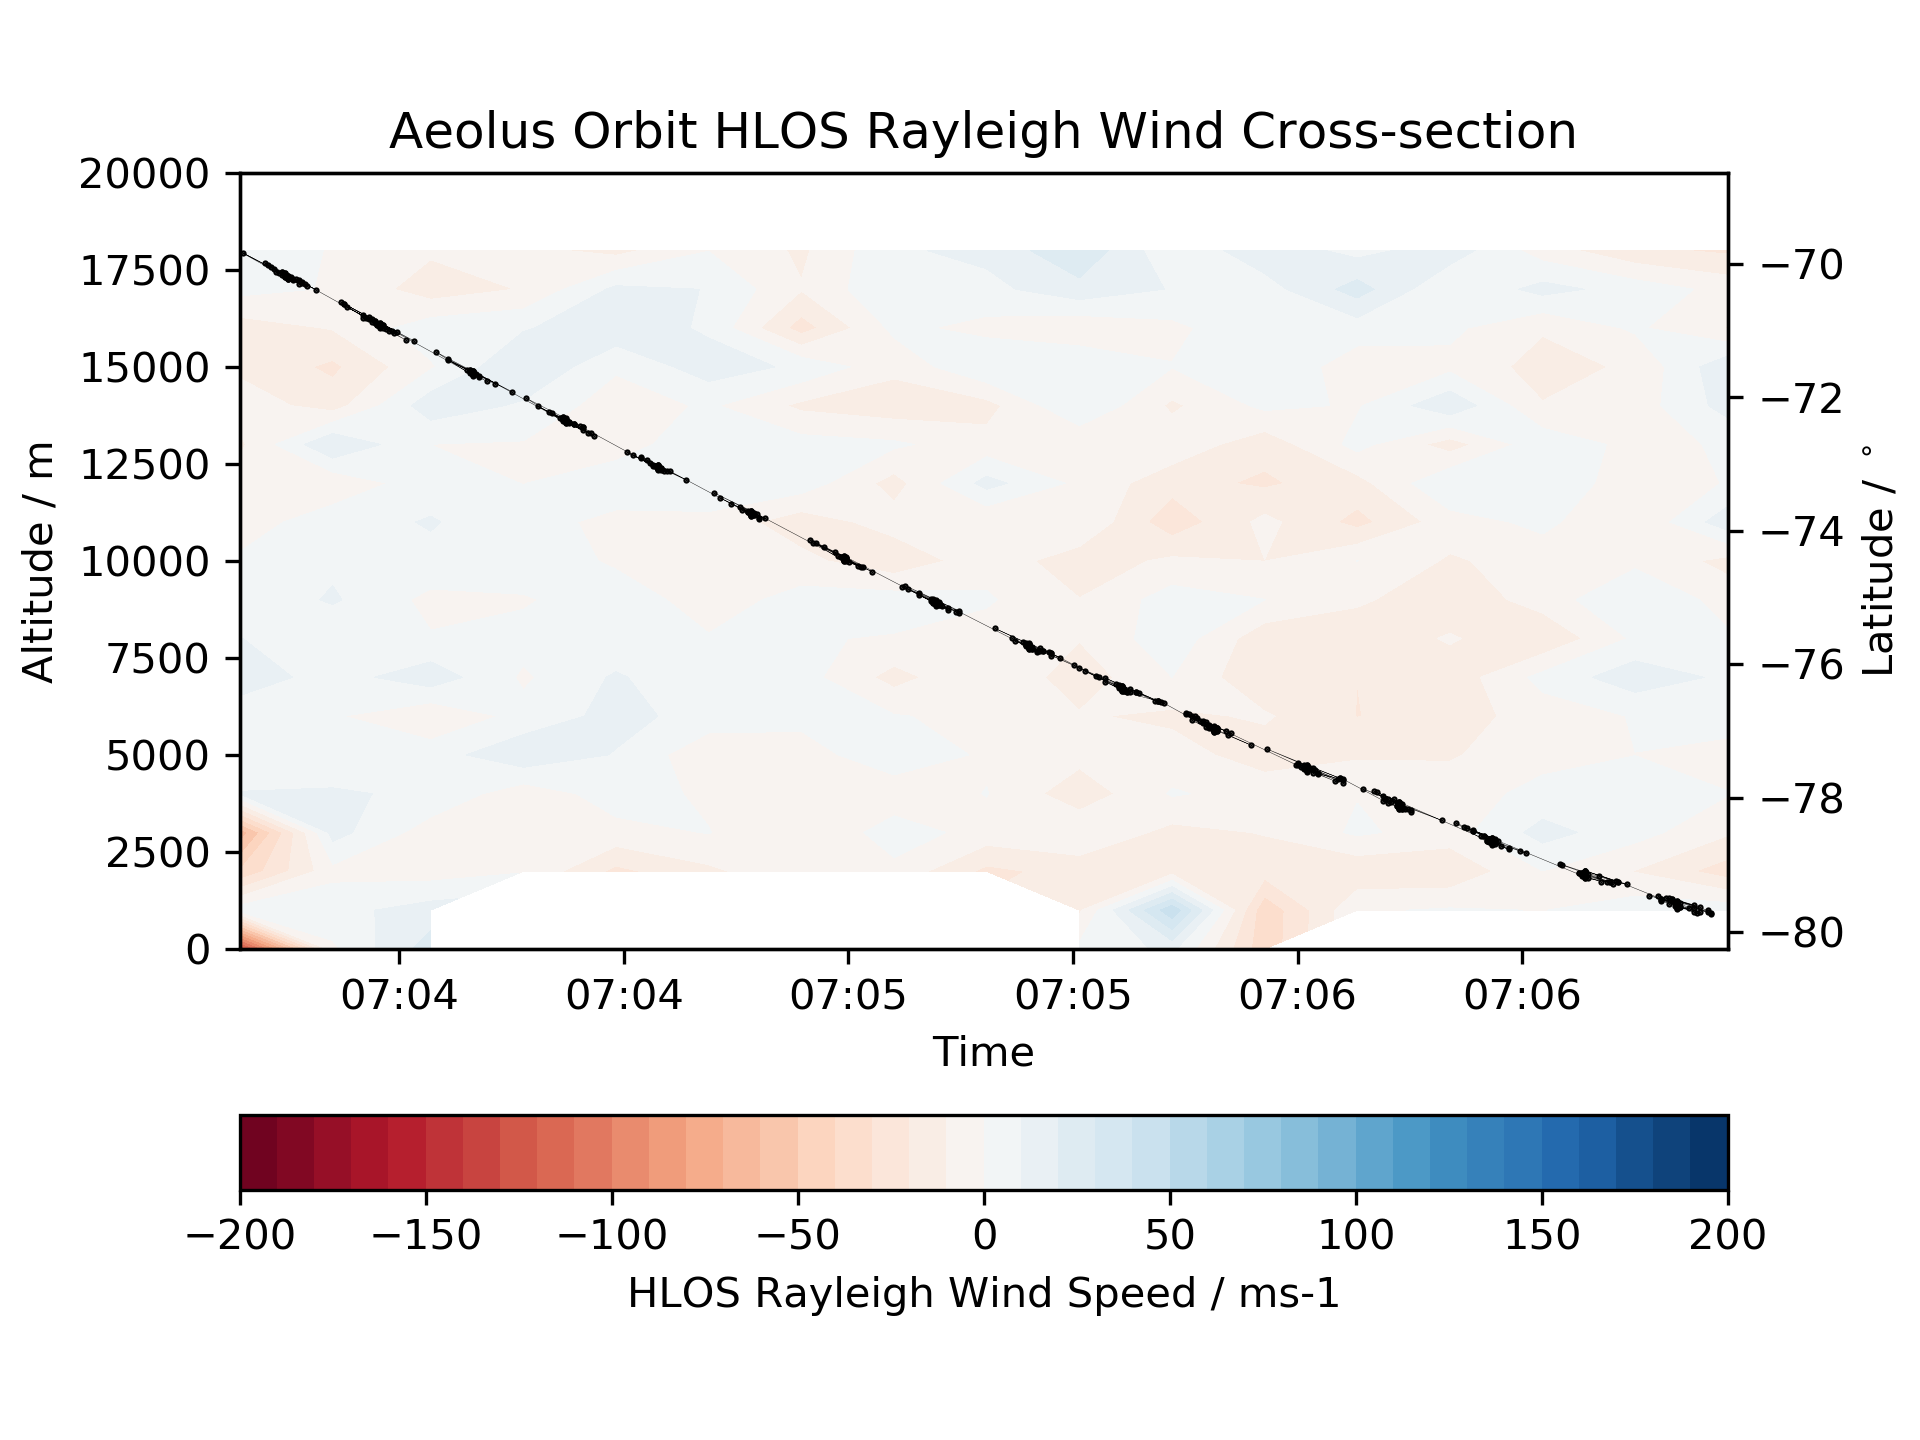 Aeolus Orbit HLOS Rayleigh Wind Cross-section
20000
17500
15000
12500
10000
7500
5000
2500
0
Altitude / m
−70
−72
−74
−76
−78
−80
Latitude / °
07:04 07:04 07:05 07:05 07:06 07:06
Time
−200 −150 −100 −50 0 50 100 150 200
HLOS Rayleigh Wind Speed / ms-1